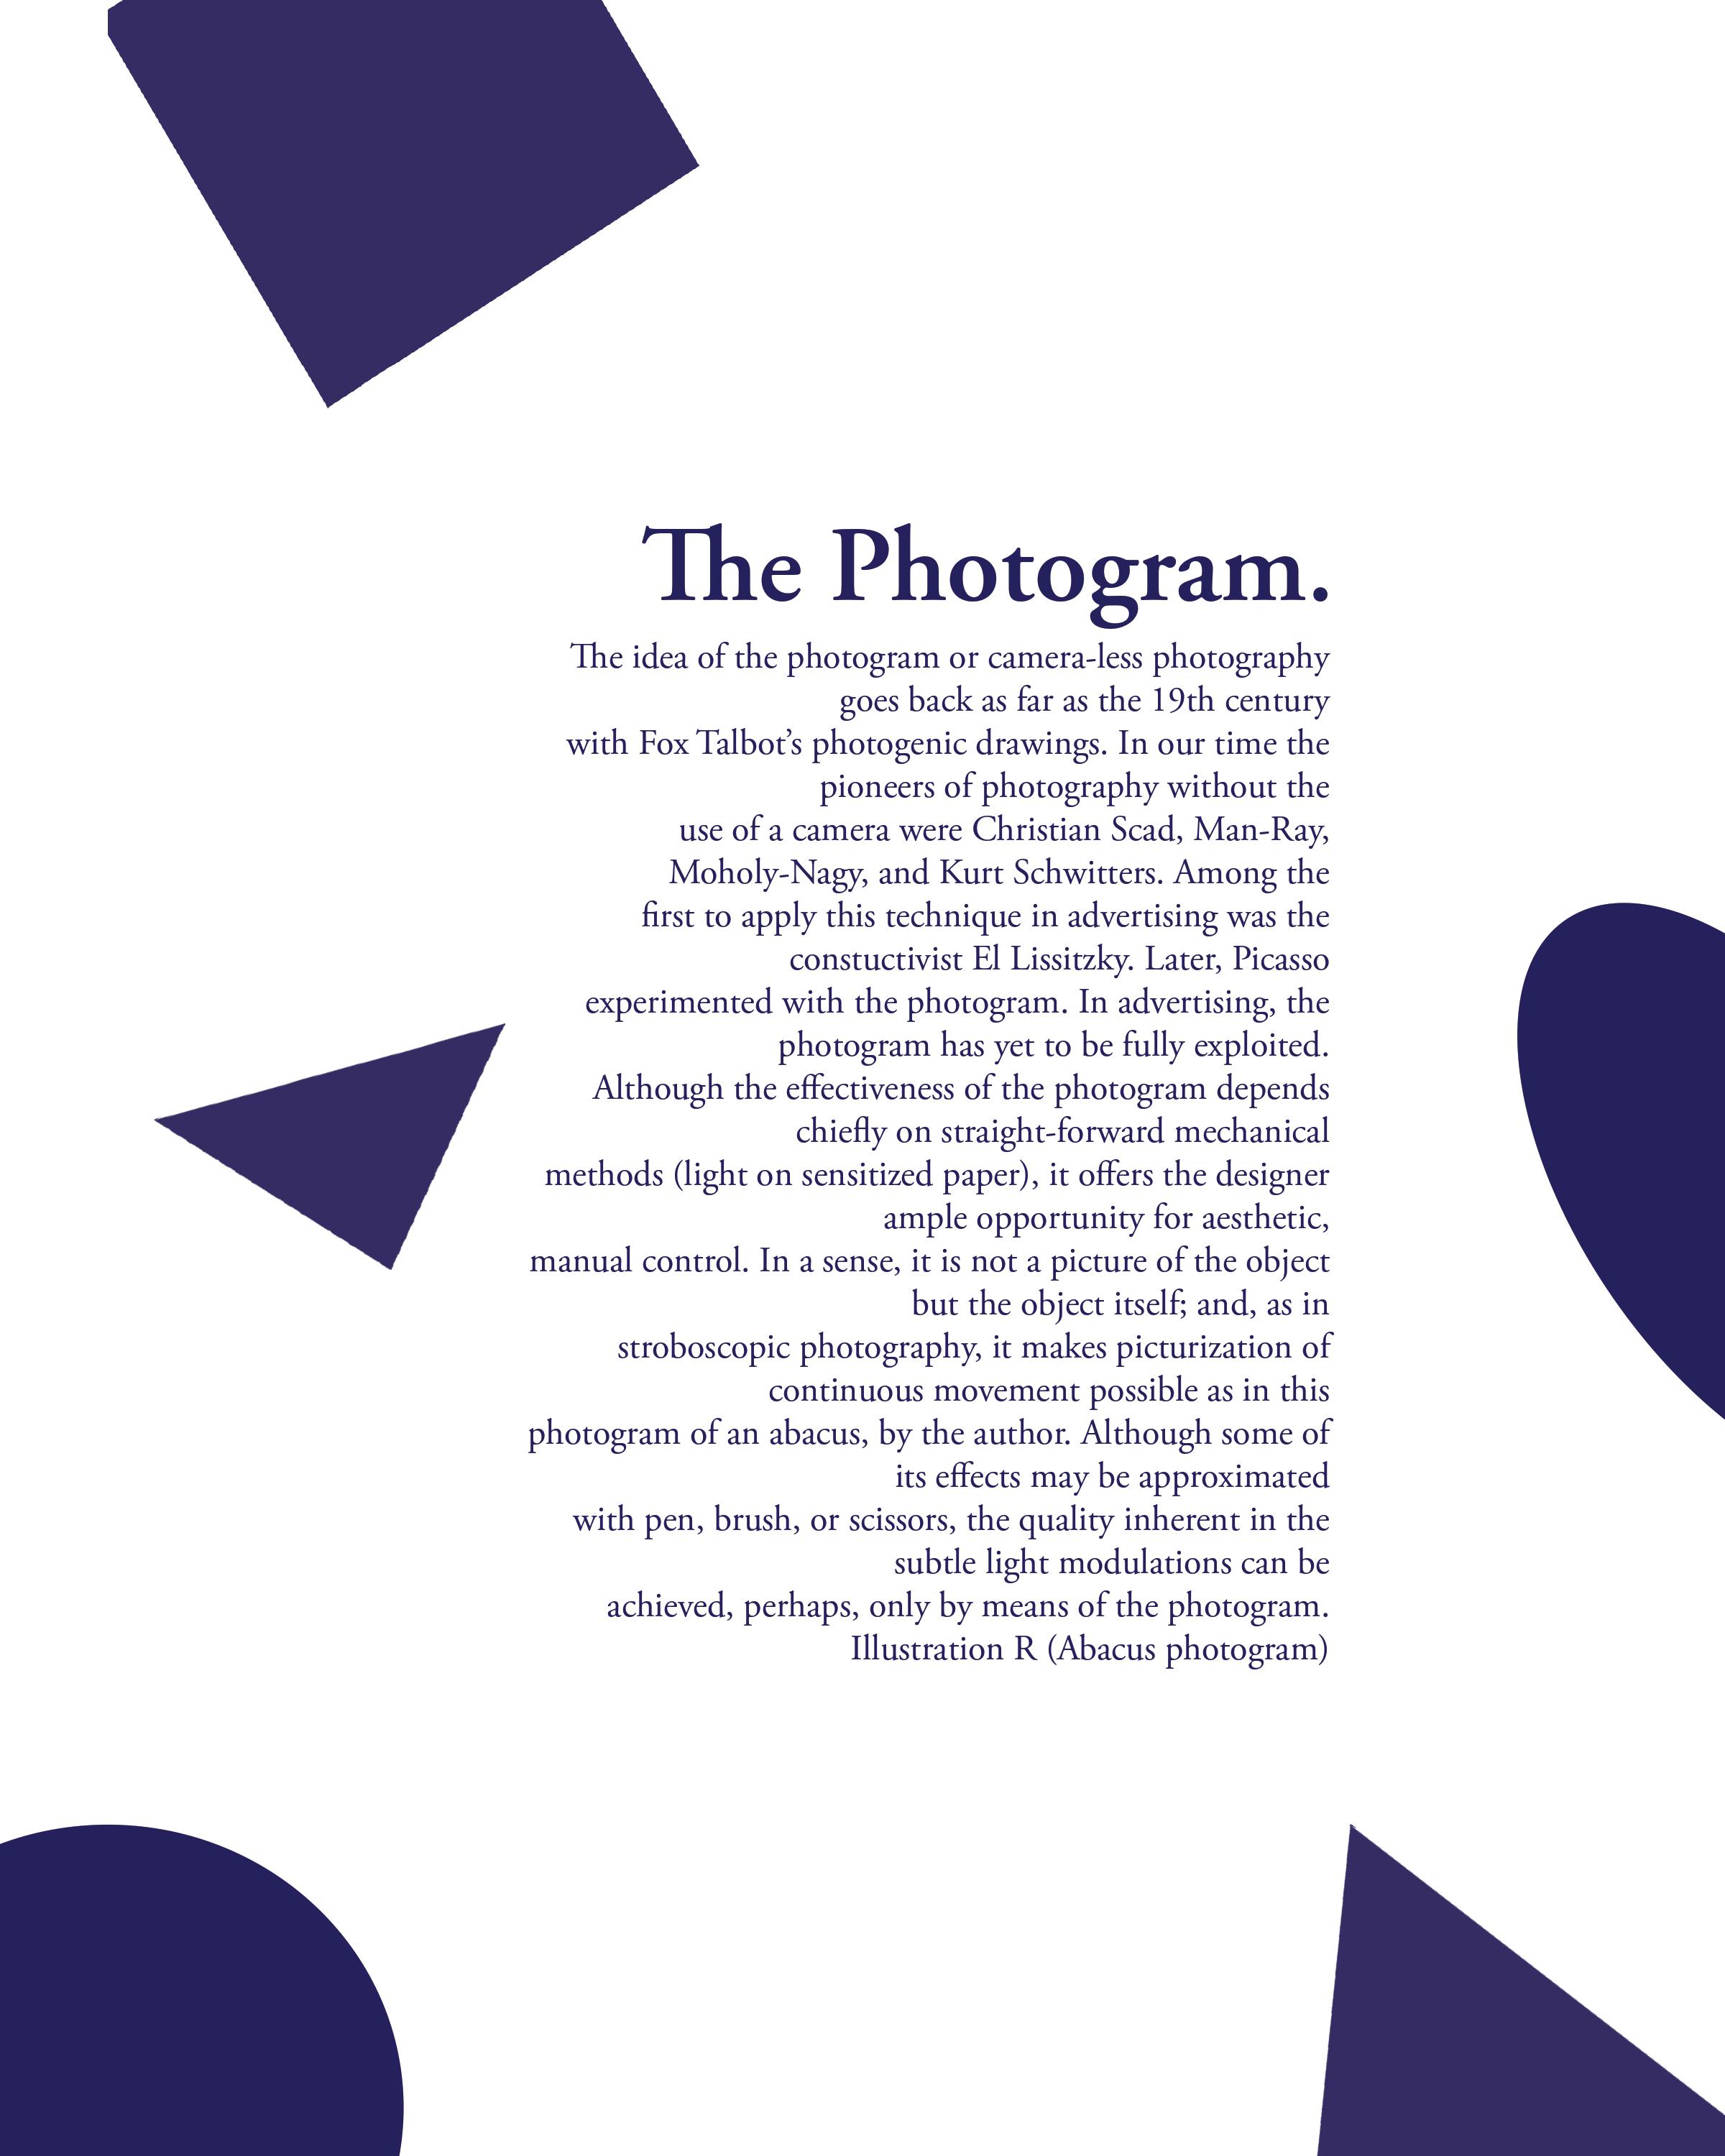 The Photogram.
The idea of the photogram or camera-less photography
goes back as far as the 19th century
with Fox Talbot’s photogenic drawings. In our time the
pioneers of photography without the
use of a camera were Christian Scad, Man-Ray,
Moholy-Nagy, and Kurt Schwitters. Among the
first to apply this technique in advertising was the
constuctivist El Lissitzky. Later, Picasso
experimented with the photogram. In advertising, the
photogram has yet to be fully exploited.
Although the effectiveness of the photogram depends
chiefly on straight-forward mechanical
methods (light on sensitized paper), it offers the designer
ample opportunity for aesthetic,
manual control. In a sense, it is not a picture of the object
but the object itself; and, as in
stroboscopic photography, it makes picturization of
continuous movement possible as in this
photogram of an abacus, by the author. Although some of
its effects may be approximated
with pen, brush, or scissors, the quality inherent in the
subtle light modulations can be
achieved, perhaps, only by means of the photogram.
Illustration R (Abacus photogram)